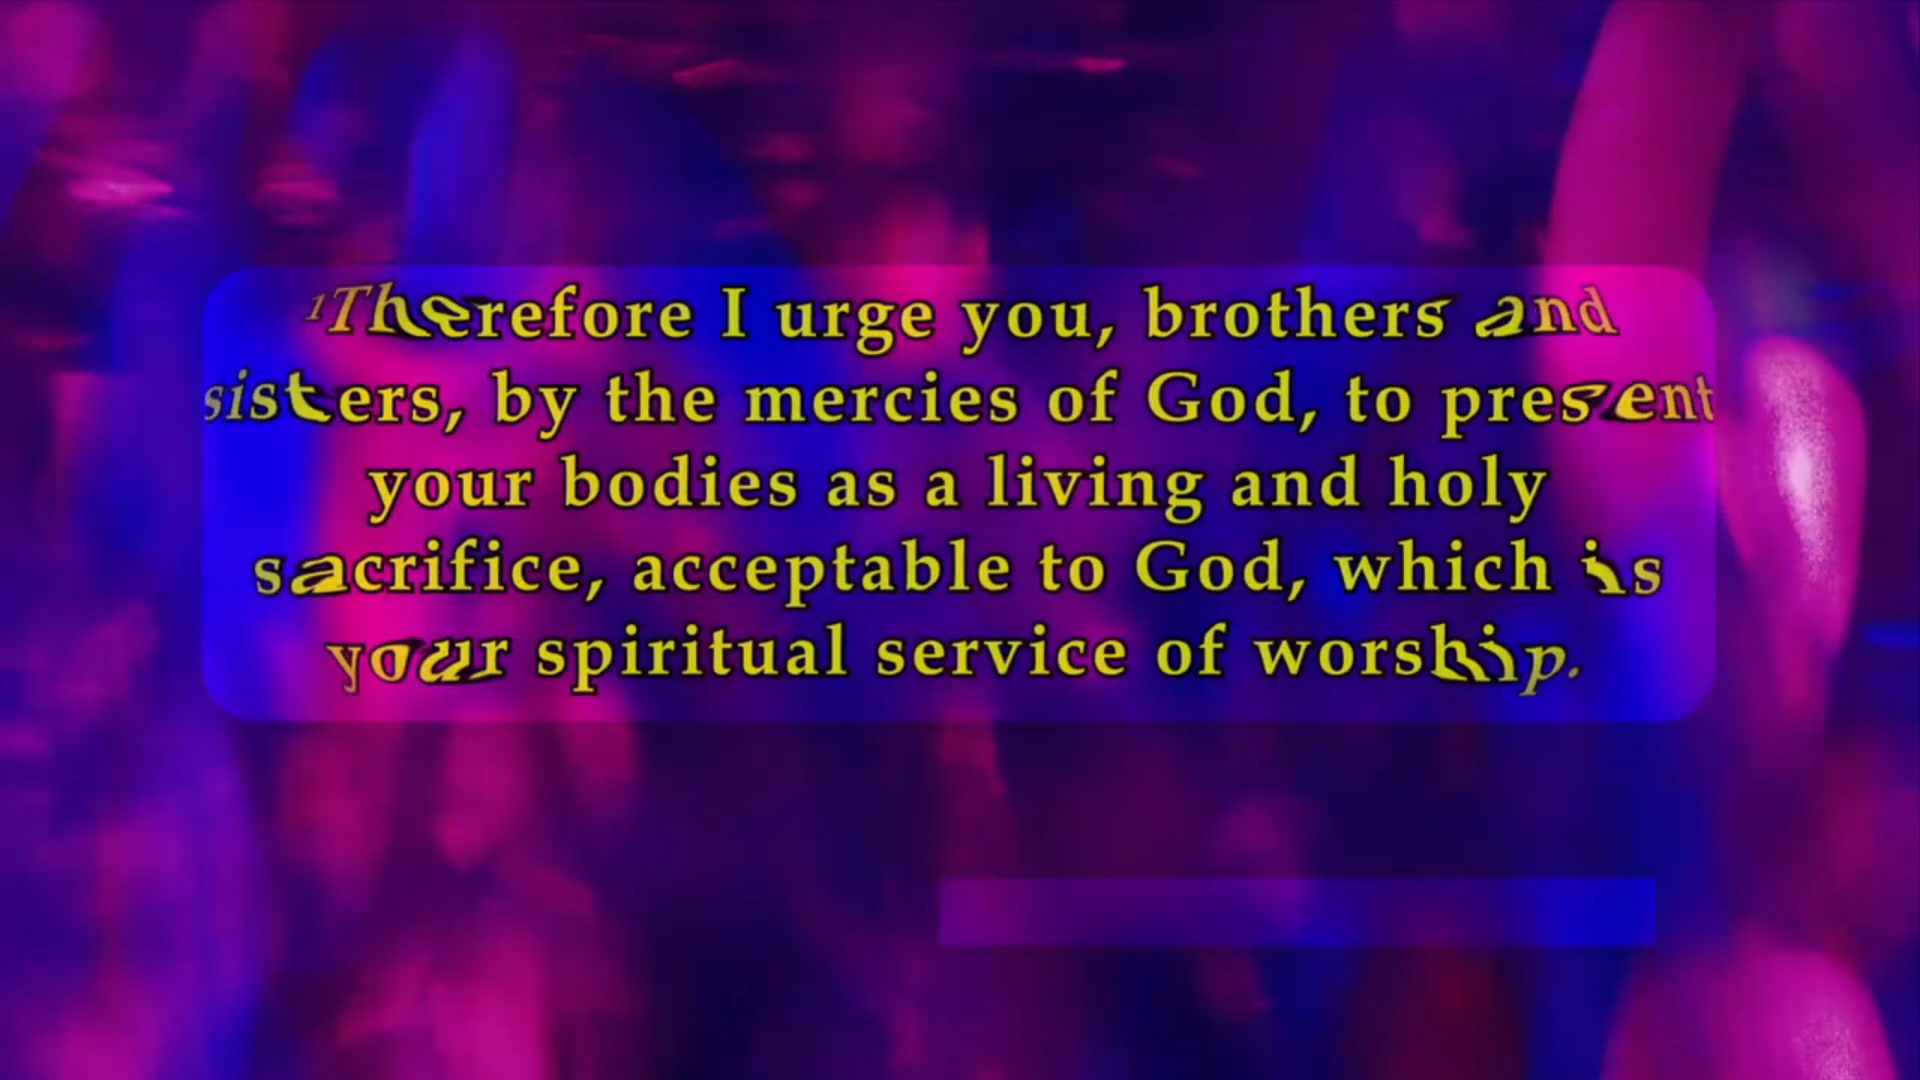 ¹Therefore I urge you, brothers and
sisters, by the mercies of God, to present
your bodies as a living and holy
sacrifice, acceptable to God, which is
your spiritual service of worship.